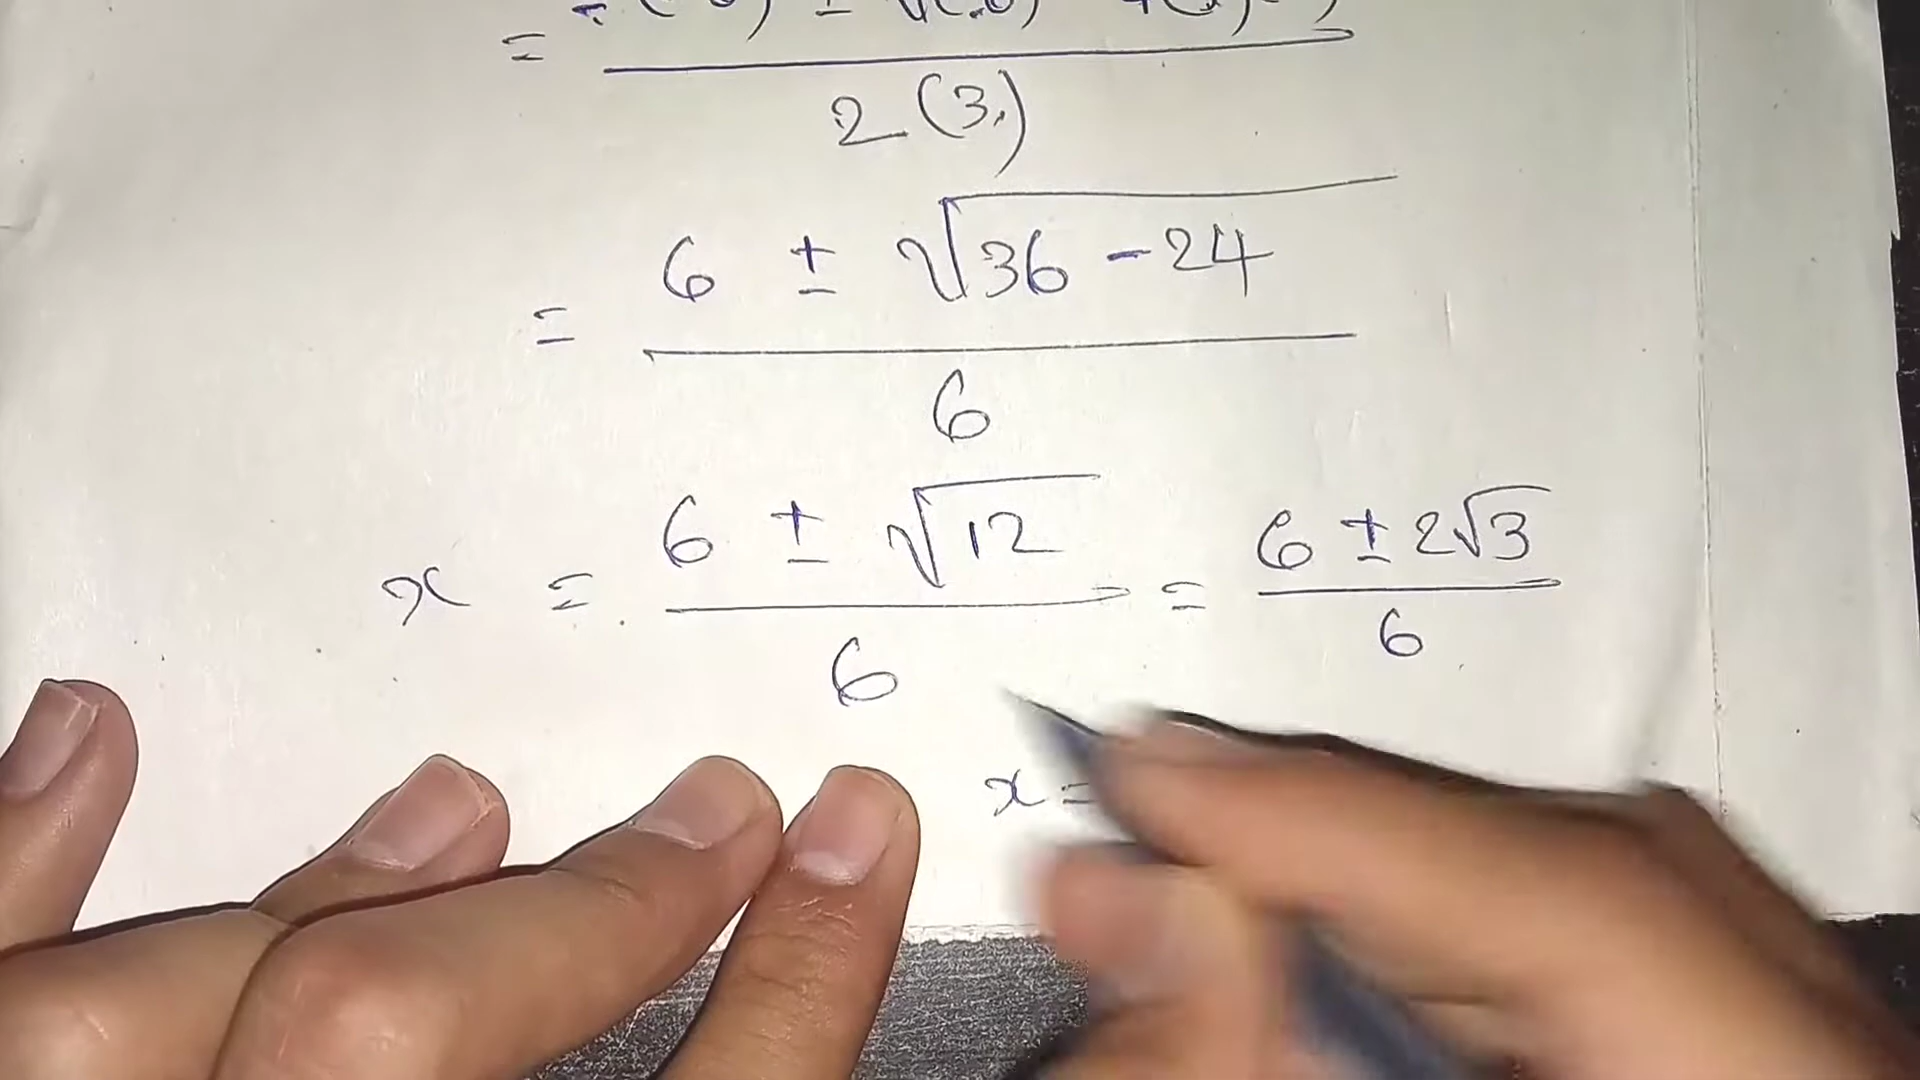 =
2 (3)
6 ± √36 - 24
=
6
x = 6 ± √12 / 6 = 6 ± 2√3 / 6
x =